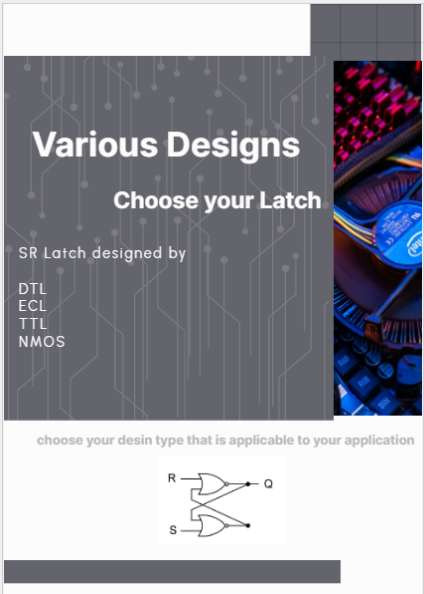 Various Designs
Choose your Latch
SR Latch designed by
DTL
ECL
TTL
NMOS
intel
choose your desin type that is applicable to your application
R
Q
S